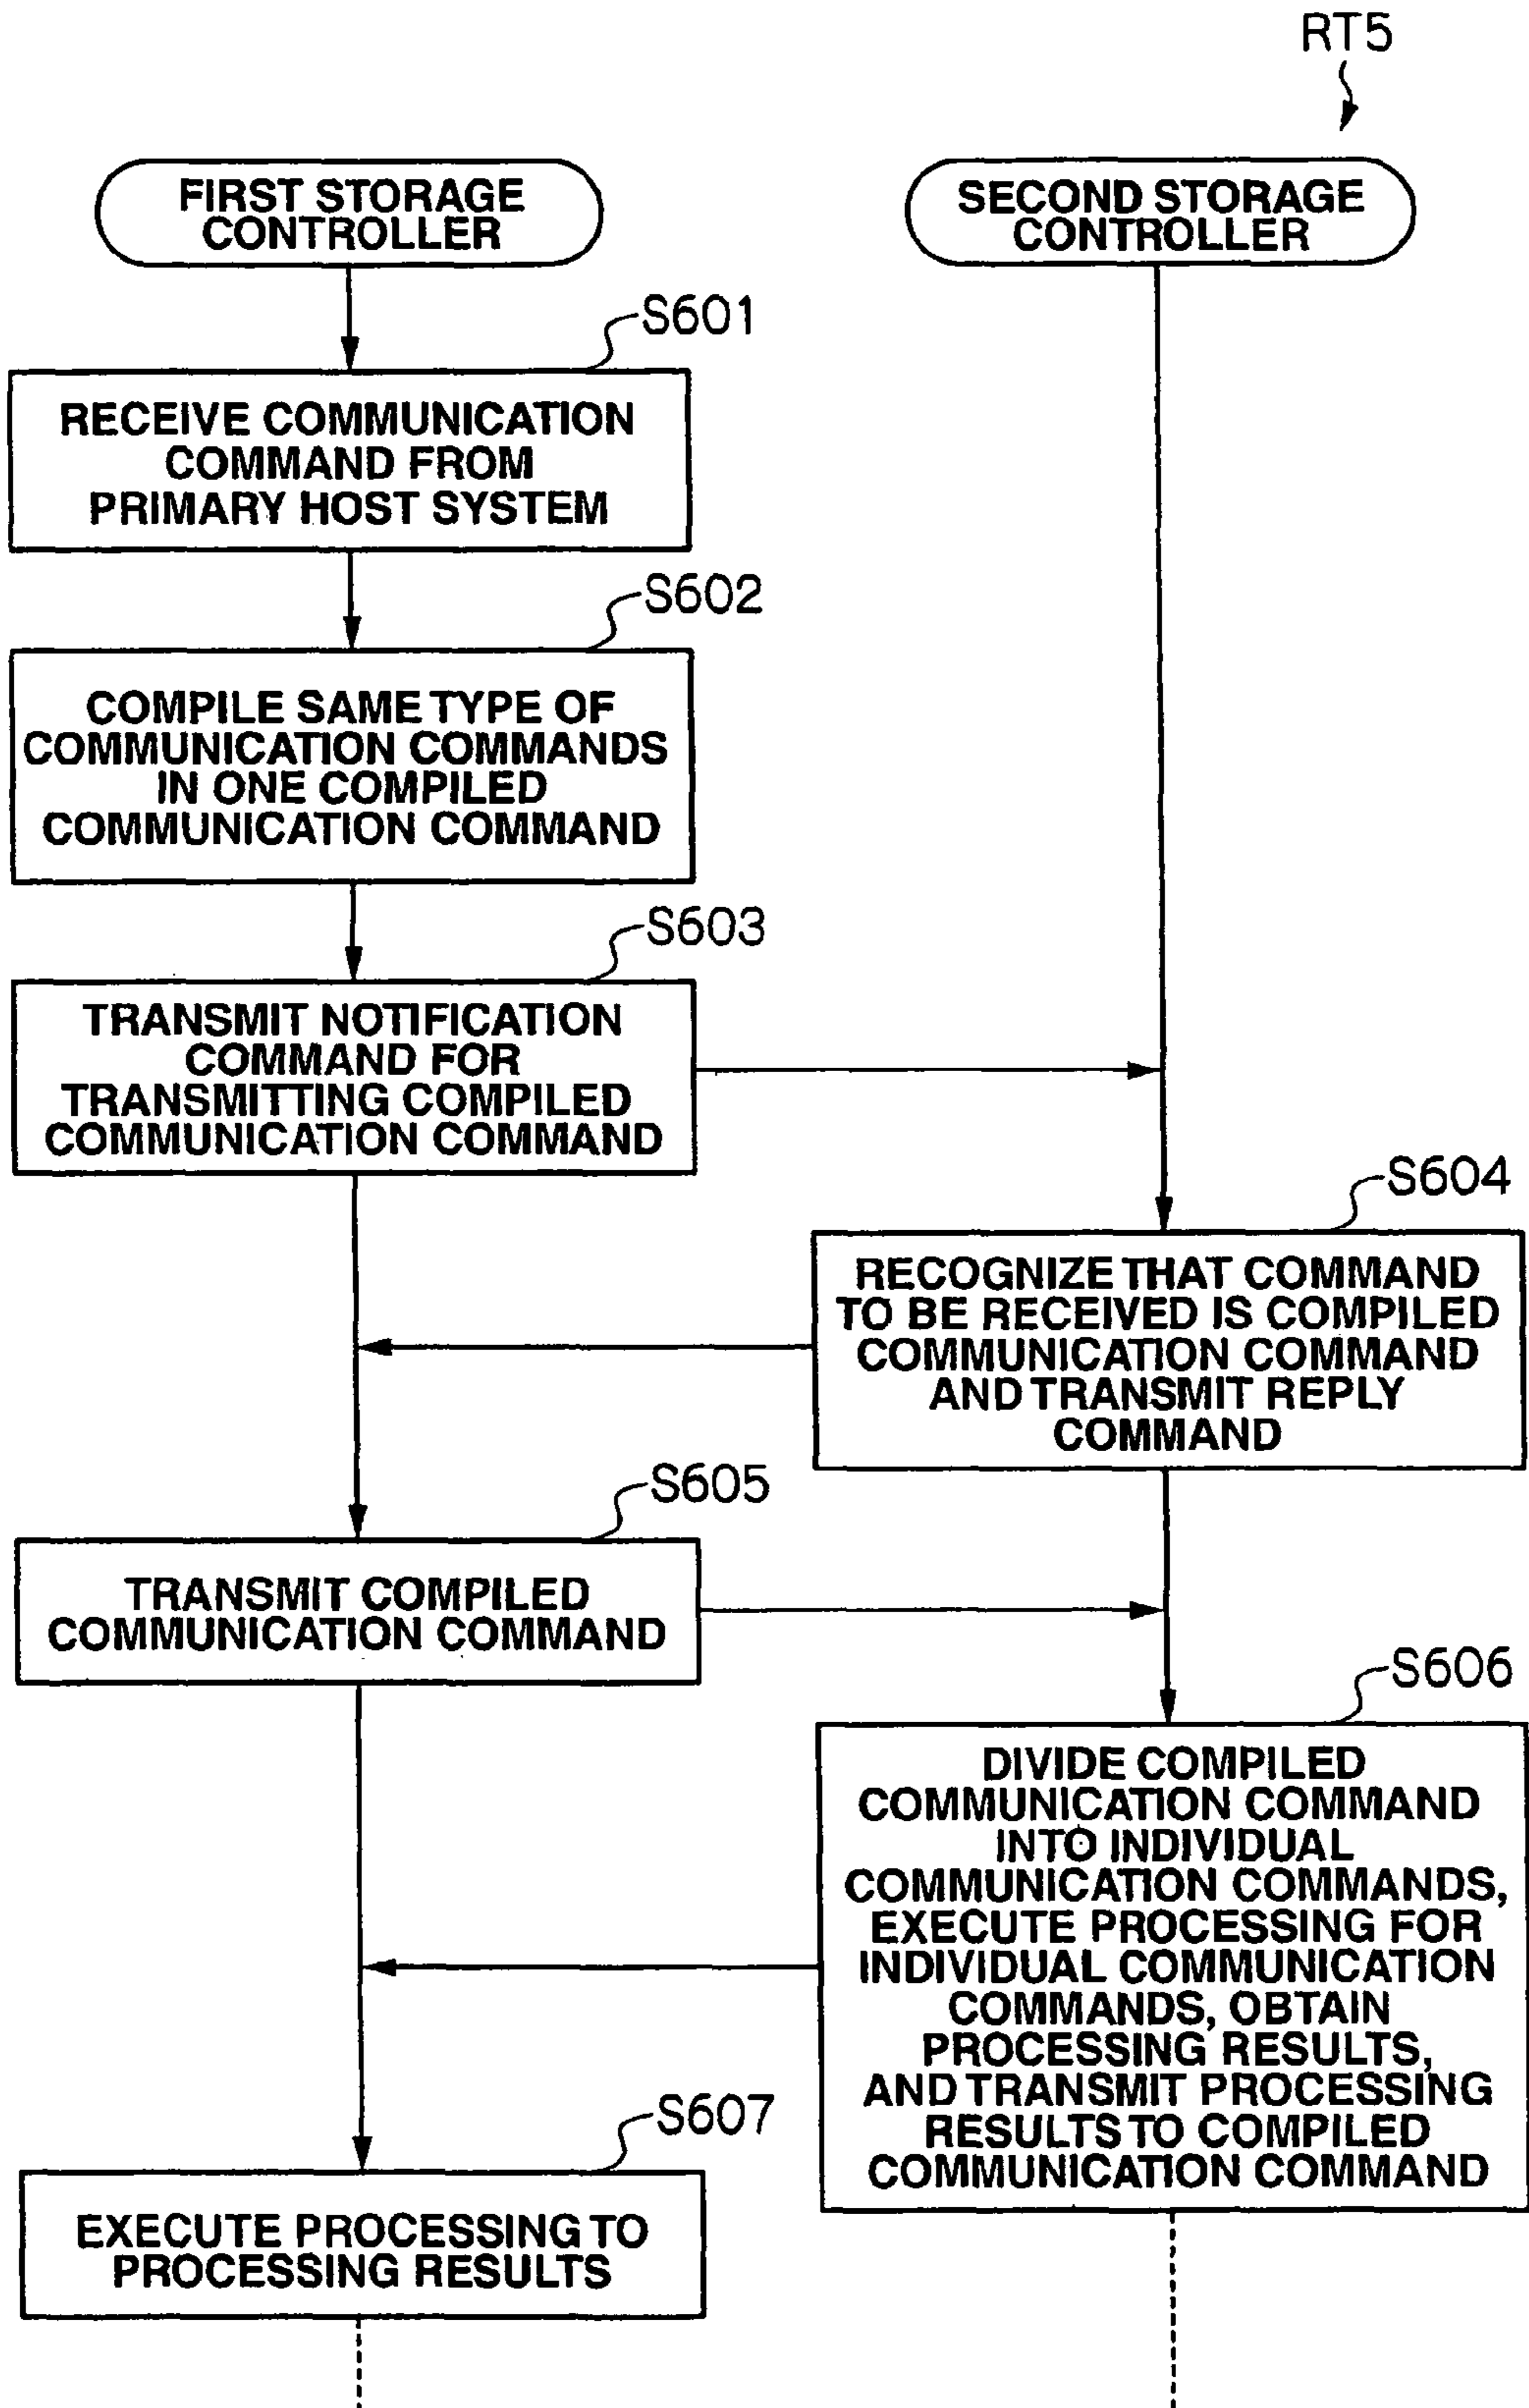 RT5
FIRST STORAGE
CONTROLLER
SECOND STORAGE
CONTROLLER
S601
RECEIVE COMMUNICATION
COMMAND FROM
PRIMARY HOST SYSTEM
S602
COMPILE SAME TYPE OF
COMMUNICATION COMMANDS
IN ONE COMPILED
COMMUNICATION COMMAND
S603
TRANSMIT NOTIFICATION
COMMAND FOR
TRANSMITTING COMPILED
COMMUNICATION COMMAND
S604
RECOGNIZE THAT COMMAND
TO BE RECEIVED IS COMPILED
COMMUNICATION COMMAND
AND TRANSMIT REPLY
COMMAND
S605
TRANSMIT COMPILED
COMMUNICATION COMMAND
S606
DIVIDE COMPILED
COMMUNICATION COMMAND
INTO INDIVIDUAL
COMMUNICATION COMMANDS,
EXECUTE PROCESSING FOR
INDIVIDUAL COMMUNICATION
COMMANDS, OBTAIN
PROCESSING RESULTS,
AND TRANSMIT PROCESSING
RESULTS TO COMPILED
COMMUNICATION COMMAND
S607
EXECUTE PROCESSING TO
PROCESSING RESULTS